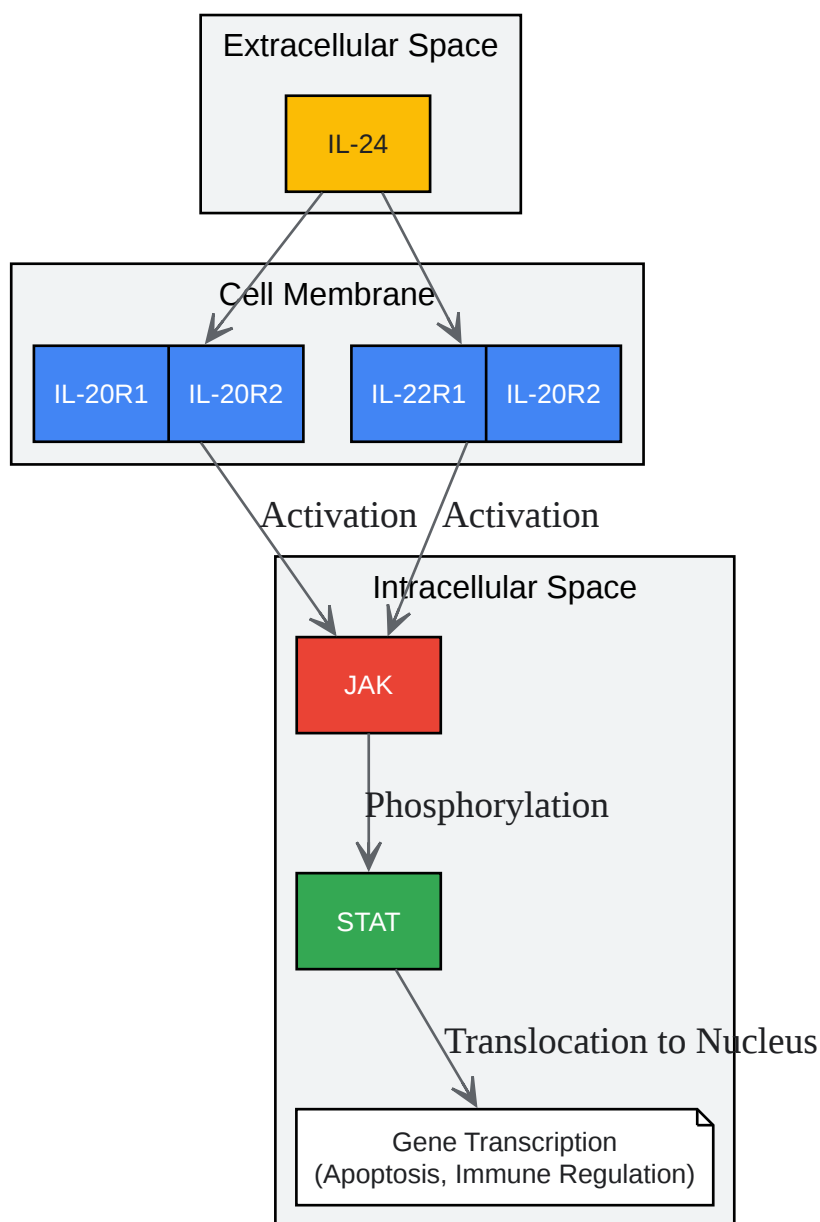 Extracellular Space
IL-24
Cell Membrane
IL-20R1 IL-20R2 IL-22R1 IL-20R2
Activation Activation
Intracellular Space
JAK
Phosphorylation
STAT
Translocation to Nucleus
Gene Transcription
(Apoptosis, Immune Regulation)